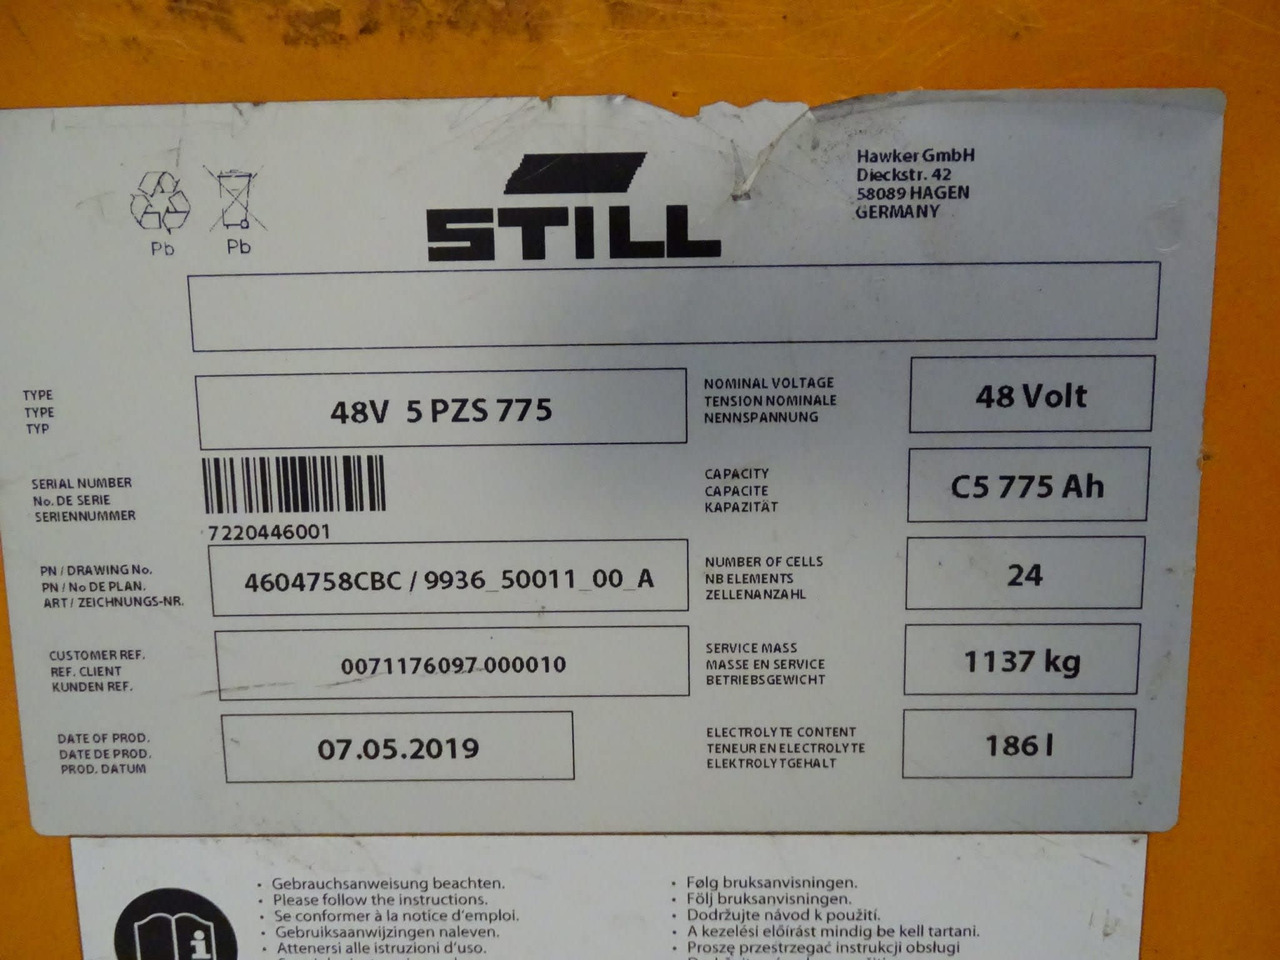 Pb
Pb
STILL
Hawker GmbH
Dieckstr. 42
58089 HAGEN
GERMANY
TYPE
TYPE
TYP
48V 5 PZS 775
NOMINAL VOLTAGE
TENSION NOMINALE
NENNSPANNUNG
48 Volt
SERIAL NUMBER
No. DE SERIE
SERIENNUMMER
7220446001
CAPACITY
CAPACITE
KAPAZITÄT
C5 775 Ah
PN / DRAWING No.
PN / No DE PLAN.
ART / ZEICHNUNGS-NR.
4604758CBC / 9936_50011_00_A
NUMBER OF CELLS
NB ELEMENTS
ZELLENANZAHL
24
CUSTOMER REF.
REF. CLIENT
KUNDEN REF.
0071176097 000010
SERVICE MASS
MASSE EN SERVICE
BETRIEBSGEWICHT
1137 kg
DATE OF PROD.
DATE DE PROD.
PROD. DATUM
07.05.2019
ELECTROLYTE CONTENT
TENEUR EN ELECTROLYTE
ELEKTROLYTGEHALT
186 l
• Gebrauchsanweisung beachten.
• Please follow the instructions.
• Se conformer à la notice d'emploi.
• Gebruiksaanwijzingen naleven.
• Attenersi alle istruzioni d'uso.
• Følg bruksanvisningen.
• Följ bruksanvisningen.
• Dodržujte návod k použití.
• A kezelési előírást mindig be kell tartani.
• Proszę przestrzegać instrukcji obsługi